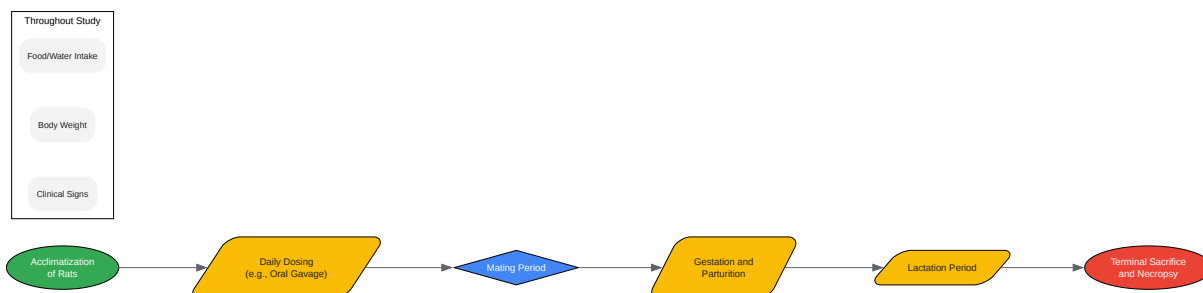 Throughout Study
Food/Water Intake
Body Weight
Clinical Signs
Acclimatization
of Rats
Daily Dosing
(e.g., Oral Gavage)
Mating Period
Gestation and
Parturition
Lactation Period
Terminal Sacrifice
and Necropsy